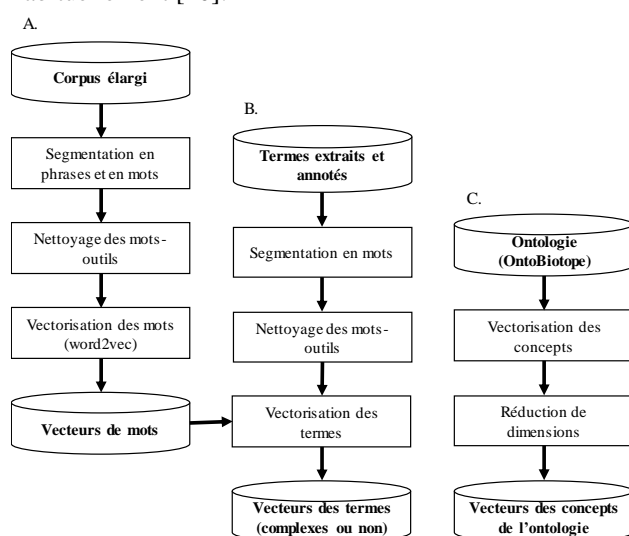 A.
Corpus élargi
Segmentation en
phrases et en mots
Nettoyage des mots-
outils
Vectorisation des mots
(word2vec)
Vecteurs de mots
B.
Termes extraits et
annotés
Segmentation en mots
Nettoyage des mots-
outils
Vectorisation des
termes
Vecteurs des termes
(complexes ou non)
C.
Ontologie
(OntoBiotope)
Vectorisation des
concepts
Réduction de
dimensions
Vecteurs des concepts
de l'ontologie